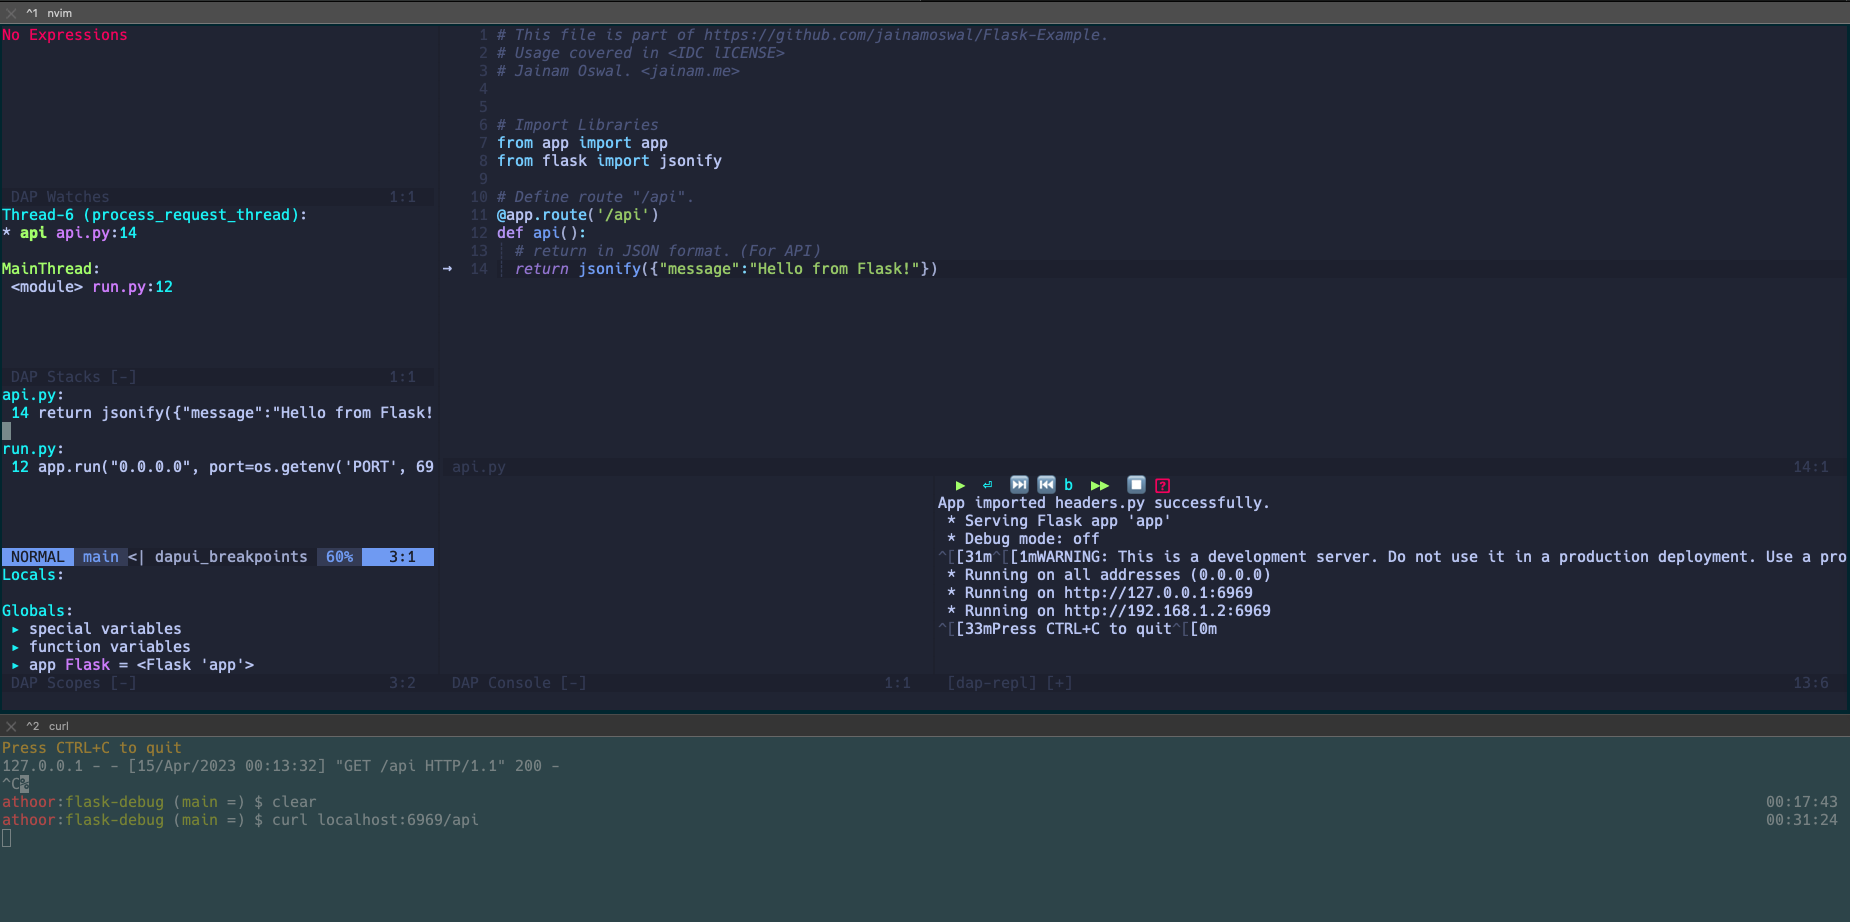 ^1 nvim
No Expressions
DAP Watches 1:1
Thread-6 (process_request_thread):
* api api.py:14
MainThread:
<module> run.py:12
DAP Stacks [-] 1:1
api.py:
14 return jsonify({"message":"Hello from Flask!
run.py:
12 app.run("0.0.0.0", port=os.getenv('PORT', 69
NORMAL main <| dapui_breakpoints 60% 3:1
Locals:
Globals:
▸ special variables
▸ function variables
▸ app Flask = <Flask 'app'>
DAP Scopes [-] 3:2
1 # This file is part of https://github.com/jainamoswal/Flask-Example.
2 # Usage covered in <IDC lICENSE>
3 # Jainam Oswal. <jainam.me>
4
5
6 # Import Libraries
7 from app import app
8 from flask import jsonify
9
10 # Define route "/api".
11 @app.route('/api')
12 def api():
13 # return in JSON format. (For API)
→ 14 return jsonify({"message":"Hello from Flask!"})
api.py 14:1
DAP Console [-] 1:1
b ?
App imported headers.py successfully.
* Serving Flask app 'app'
* Debug mode: off
^[[31m^[[1mWARNING: This is a development server. Do not use it in a production deployment. Use a pro
* Running on all addresses (0.0.0.0)
* Running on http://127.0.0.1:6969
* Running on http://192.168.1.2:6969
^[[33mPress CTRL+C to quit^[[0m
[dap-repl] [+] 13:6
^2 curl
Press CTRL+C to quit
127.0.0.1 - - [15/Apr/2023 00:13:32] "GET /api HTTP/1.1" 200 -
^C%
athoor:flask-debug (main =) $ clear 00:17:43
athoor:flask-debug (main =) $ curl localhost:6969/api 00:31:24